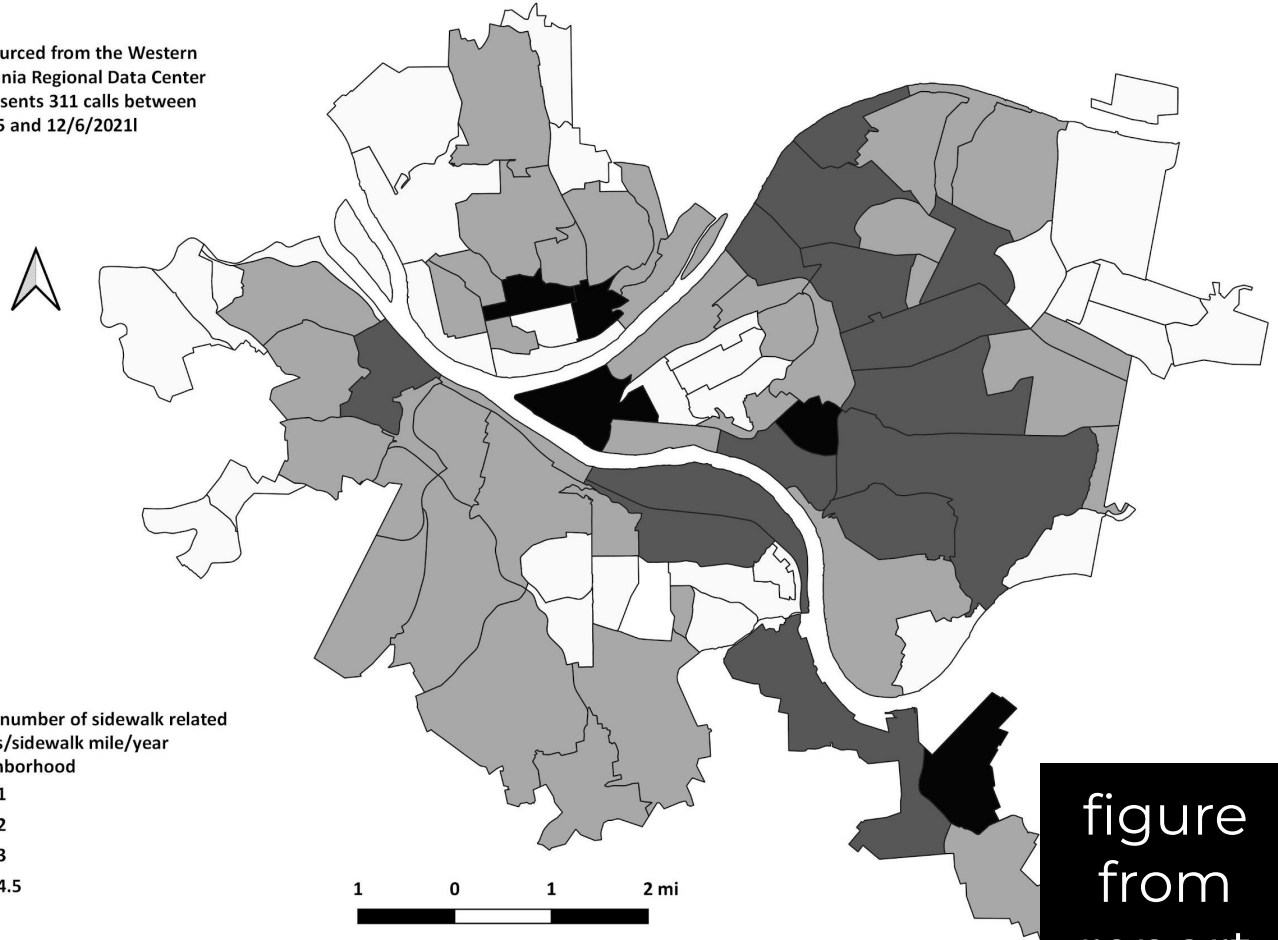 urced from the Western
nia Regional Data Center
sents 311 calls between
5 and 12/6/2021l
number of sidewalk related
s/sidewalk mile/year
nborhood
1
2
3
4.5
1 0 1 2 mi
figure
from